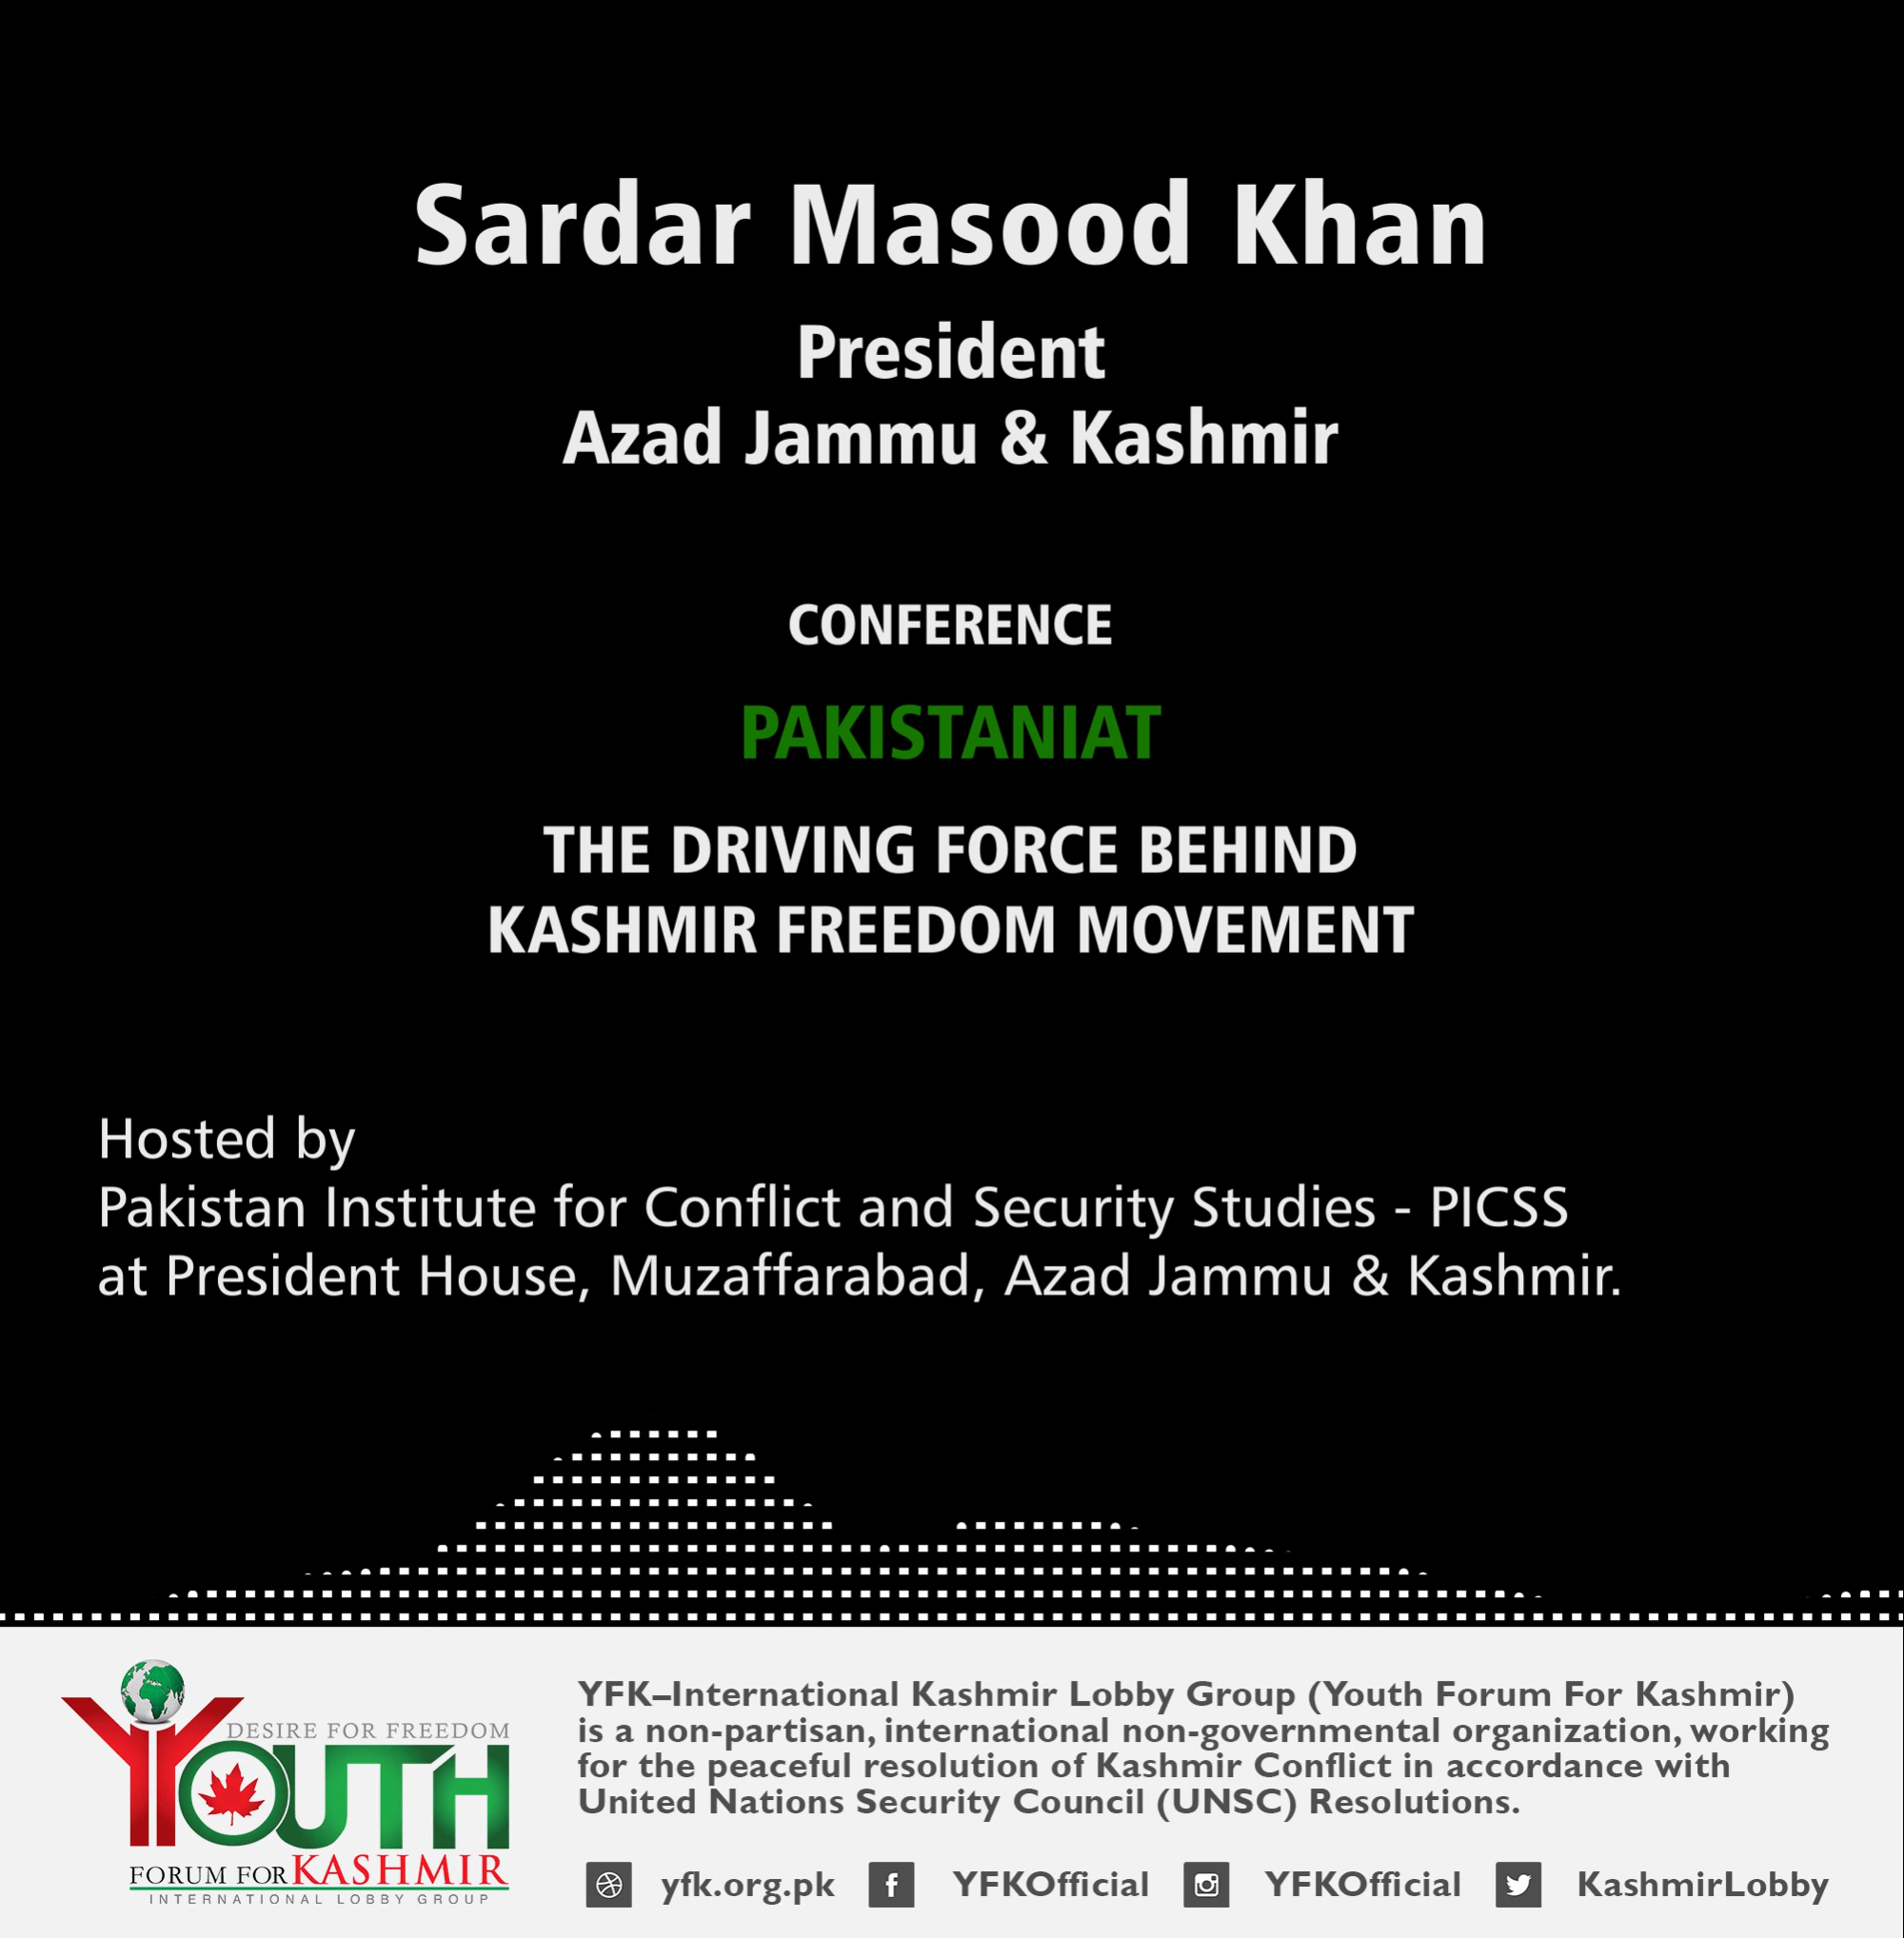 Sardar Masood Khan
President
Azad Jammu & Kashmir
CONFERENCE
PAKISTANIAT
THE DRIVING FORCE BEHIND
KASHMIR FREEDOM MOVEMENT
Hosted by
Pakistan Institute for Conflict and Security Studies - PICSS
at President House, Muzaffarabad, Azad Jammu & Kashmir.
DESIRE FOR FREEDOM
YOUTH
FORUM FOR KASHMIR
INTERNATIONAL LOBBY GROUP
YFK–International Kashmir Lobby Group (Youth Forum For Kashmir)
is a non-partisan, international non-governmental organization, working
for the peaceful resolution of Kashmir Conflict in accordance with
United Nations Security Council (UNSC) Resolutions.
yfk.org.pk YFKOfficial YFKOfficial KashmirLobby